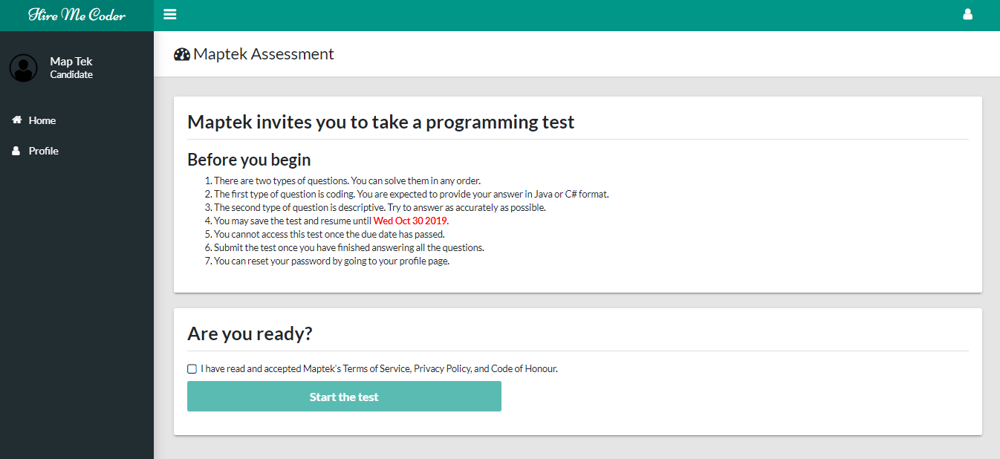 Hire Me Coder
Maptek Assessment
Map Tek
Candidate
Home
Profile
Maptek invites you to take a programming test
Before you begin
1. There are two types of questions. You can solve them in any order.
2. The first type of question is coding. You are expected to provide your answer in Java or C# format.
3. The second type of question is descriptive. Try to answer as accurately as possible.
4. You may save the test and resume until Wed Oct 30 2019.
5. You cannot access this test once the due date has passed.
6. Submit the test once you have finished answering all the questions.
7. You can reset your password by going to your profile page.
Are you ready?
I have read and accepted Maptek's Terms of Service, Privacy Policy, and Code of Honour.
Start the test